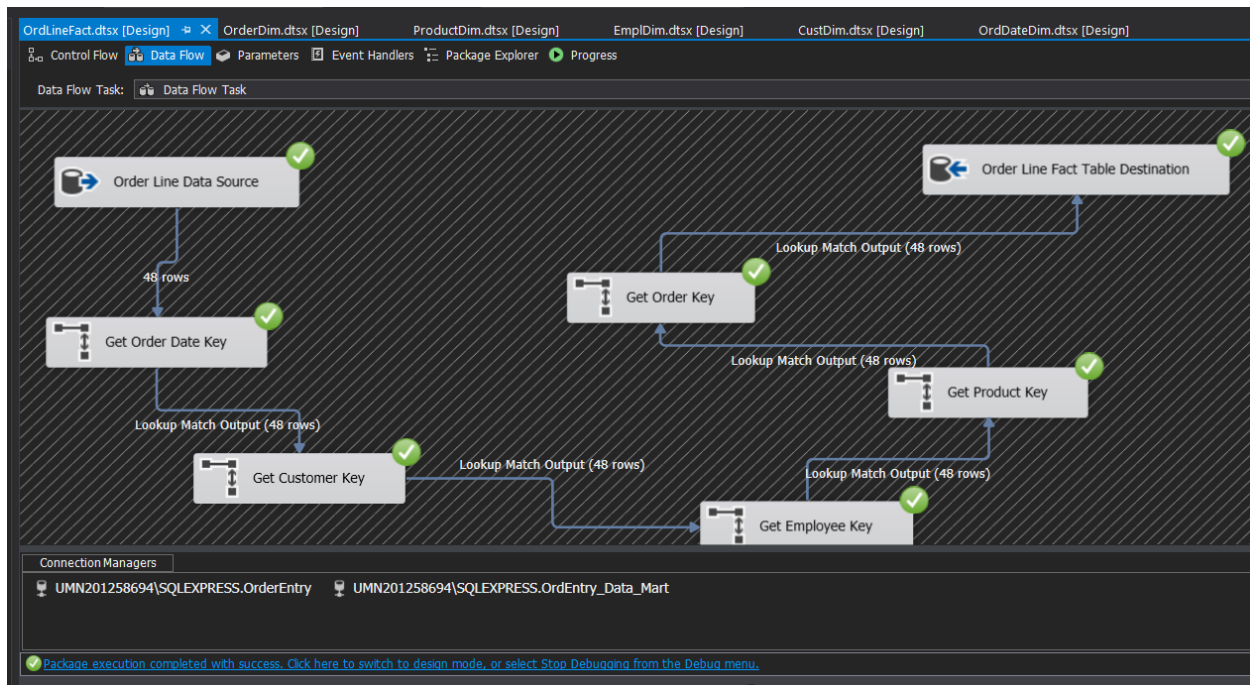 OrdLineFact.dtsx [Design] OrderDim.dtsx [Design] ProductDim.dtsx [Design] EmplDim.dtsx [Design] CustDim.dtsx [Design] OrdDateDim.dtsx [Design]
Control Flow Data Flow Parameters Event Handlers Package Explorer Progress
Data Flow Task: Data Flow Task
Order Line Data Source
48 rows
Get Order Date Key
Lookup Match Output (48 rows)
Get Customer Key
Lookup Match Output (48 rows)
Get Employee Key
Lookup Match Output (48 rows)
Get Product Key
Lookup Match Output (48 rows)
Get Order Key
Lookup Match Output (48 rows)
Order Line Fact Table Destination
Connection Managers
UMN201258694\SQLEXPRESS.OrderEntry UMN201258694\SQLEXPRESS.OrdEntry_Data_Mart
Package execution completed with success. Click here to switch to design mode, or select Stop Debugging from the Debug menu.